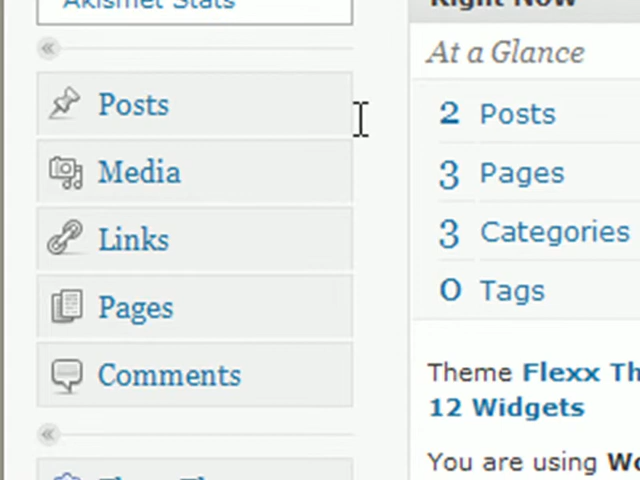 Akismet Stats
Posts
Media
Links
Pages
Comments
Right Now
At a Glance
2 Posts
3 Pages
3 Categories
0 Tags
Theme Flexx Th
12 Widgets
You are using Wo